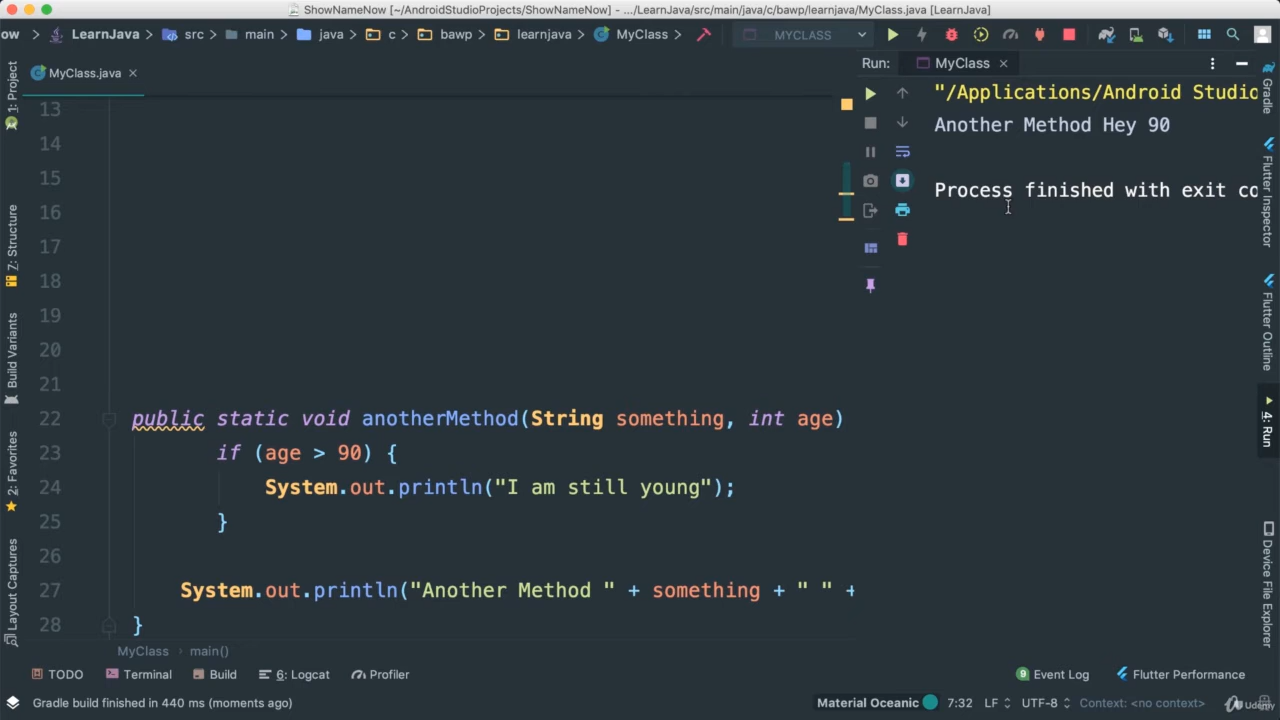 ShowNameNow [~/AndroidStudioProjects/ShowNameNow] - .../LearnJava/src/main/java/c/bawp/learnjava/MyClass.java [LearnJava]
ow > LearnJava > src > main > java > c > bawp > learnjava > MyClass > MYCLASS
MyClass.java ×
Run: MyClass ×
"/Applications/Android Studio
Another Method Hey 90
Process finished with exit co
13
14
15
16
17
18
19
20
21
22 public static void anotherMethod(String something, int age)
23 if (age > 90) {
24 System.out.println("I am still young");
25 }
26
27 System.out.println("Another Method " + something + " " +
28 }
MyClass > main()
1: Project
7: Structure
Build Variants
2: Favorites
Layout Captures
Gradle
Flutter Inspector
Flutter Outline
4: Run
Device File Explorer
TODO Terminal Build 6: Logcat Profiler 9 Event Log Flutter Performance
Gradle build finished in 440 ms (moments ago) Material Oceanic 7:32 LF UTF-8 Context: <no context>
Udemy